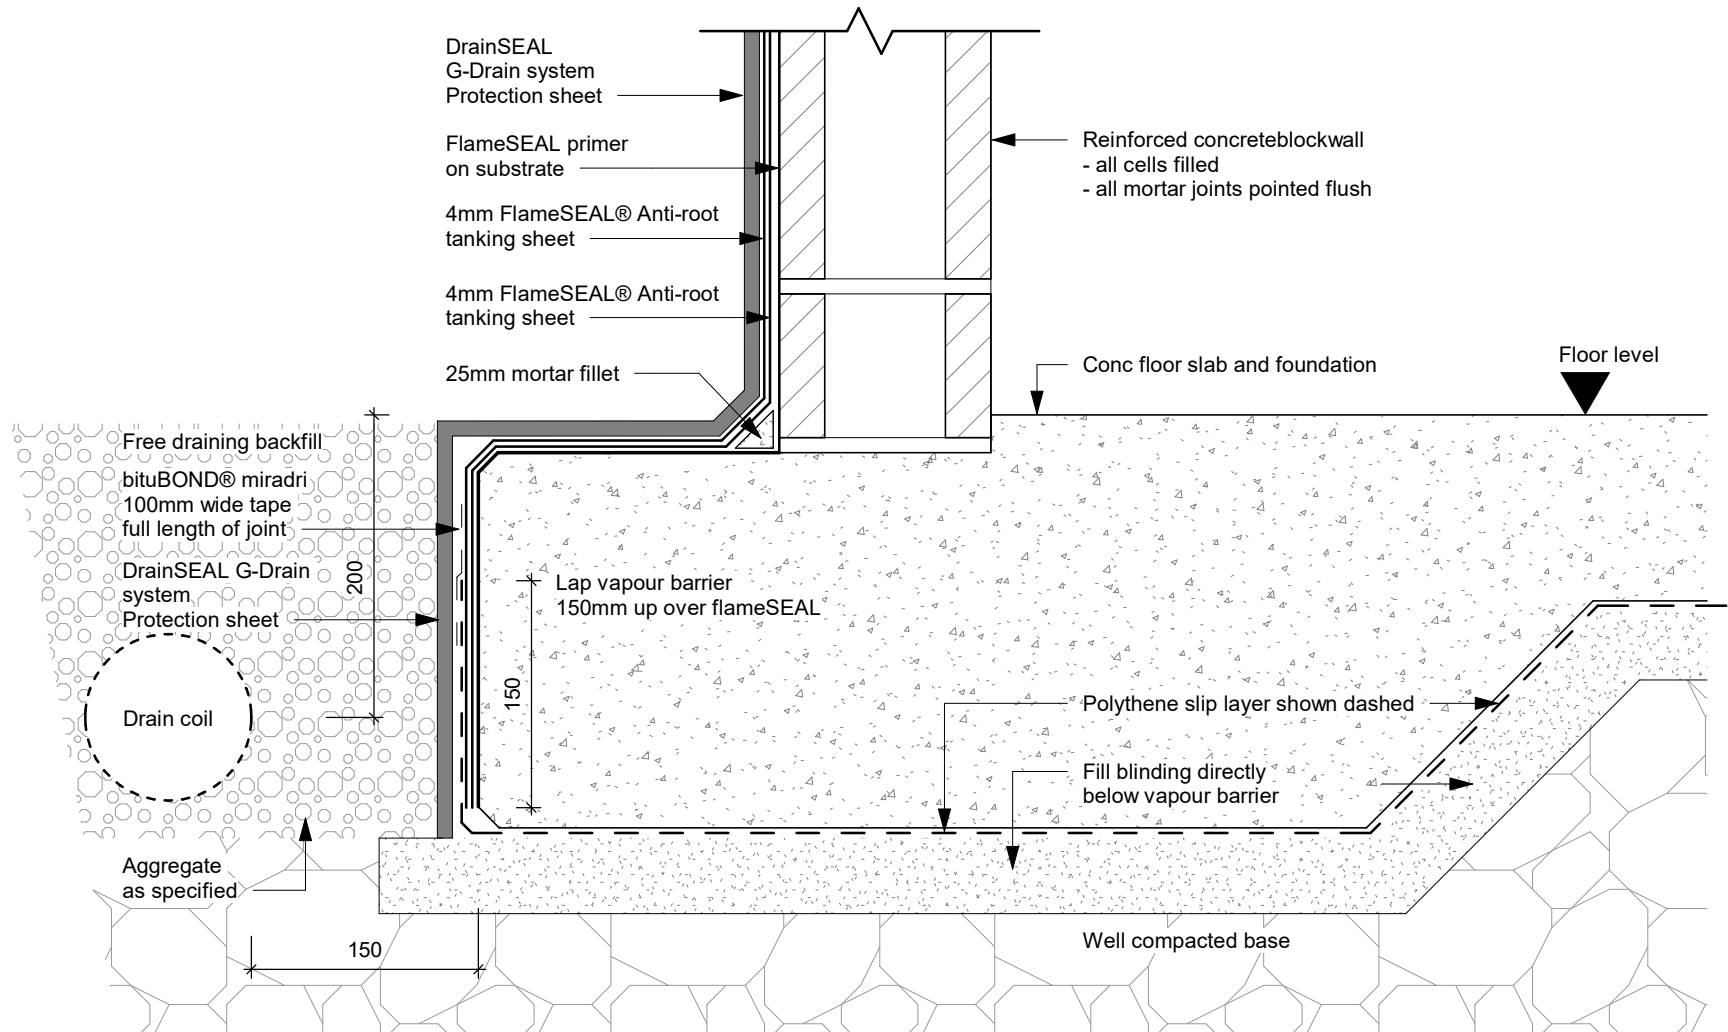 DrainSEAL
G-Drain system
Protection sheet
FlameSEAL primer
on substrate
4mm FlameSEAL® Anti-root
tanking sheet
4mm FlameSEAL® Anti-root
tanking sheet
25mm mortar fillet
Reinforced concreteblockwall
- all cells filled
- all mortar joints pointed flush
Conc floor slab and foundation
Floor level
Free draining backfill
bituBOND® miradri
100mm wide tape
full length of joint
DrainSEAL G-Drain
system
Protection sheet
200
Drain coil
Lap vapour barrier
150mm up over flameSEAL
150
Polythene slip layer shown dashed
Fill blinding directly
below vapour barrier
Aggregate
as specified
150
Well compacted base